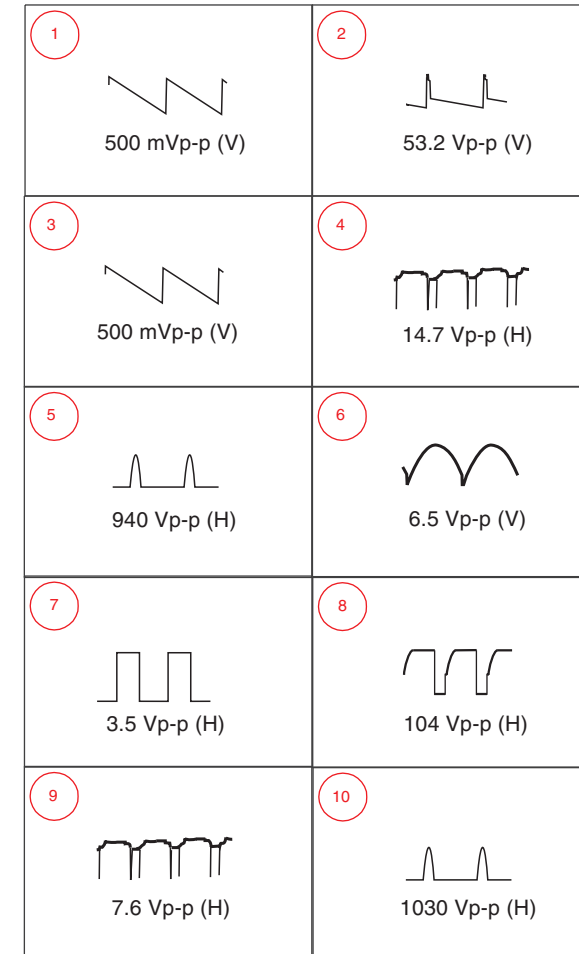 1
500 mVp-p (V)
2
53.2 Vp-p (V)
3
500 mVp-p (V)
4
14.7 Vp-p (H)
5
940 Vp-p (H)
6
6.5 Vp-p (V)
7
3.5 Vp-p (H)
8
104 Vp-p (H)
9
7.6 Vp-p (H)
10
1030 Vp-p (H)